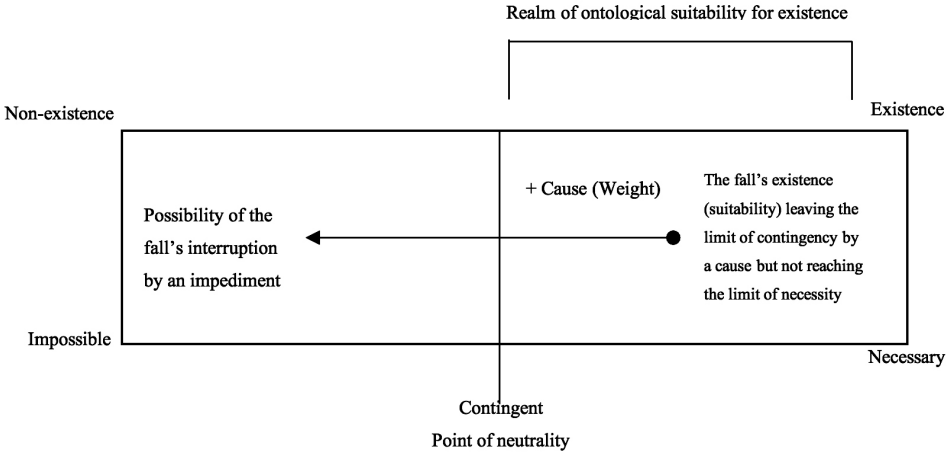 Realm of ontological suitability for existence
Non-existence
Existence
+ Cause (Weight)
The fall's existence
(suitability) leaving the
limit of contingency by
a cause but not reaching
the limit of necessity
Possibility of the
fall's interruption
by an impediment
Impossible
Necessary
Contingent
Point of neutrality